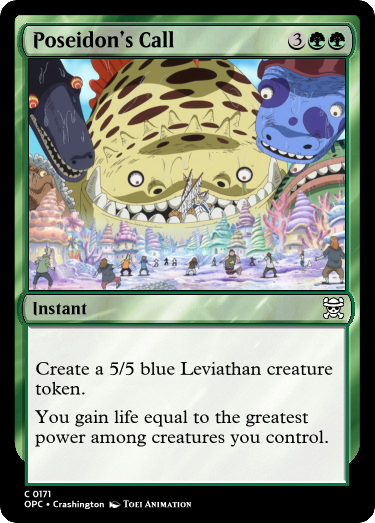 Poseidon's Call 3
Instant
Create a 5/5 blue Leviathan creature
token.
You gain life equal to the greatest
power among creatures you control.
C 0171
OPC • Crashington TOEI ANIMATION